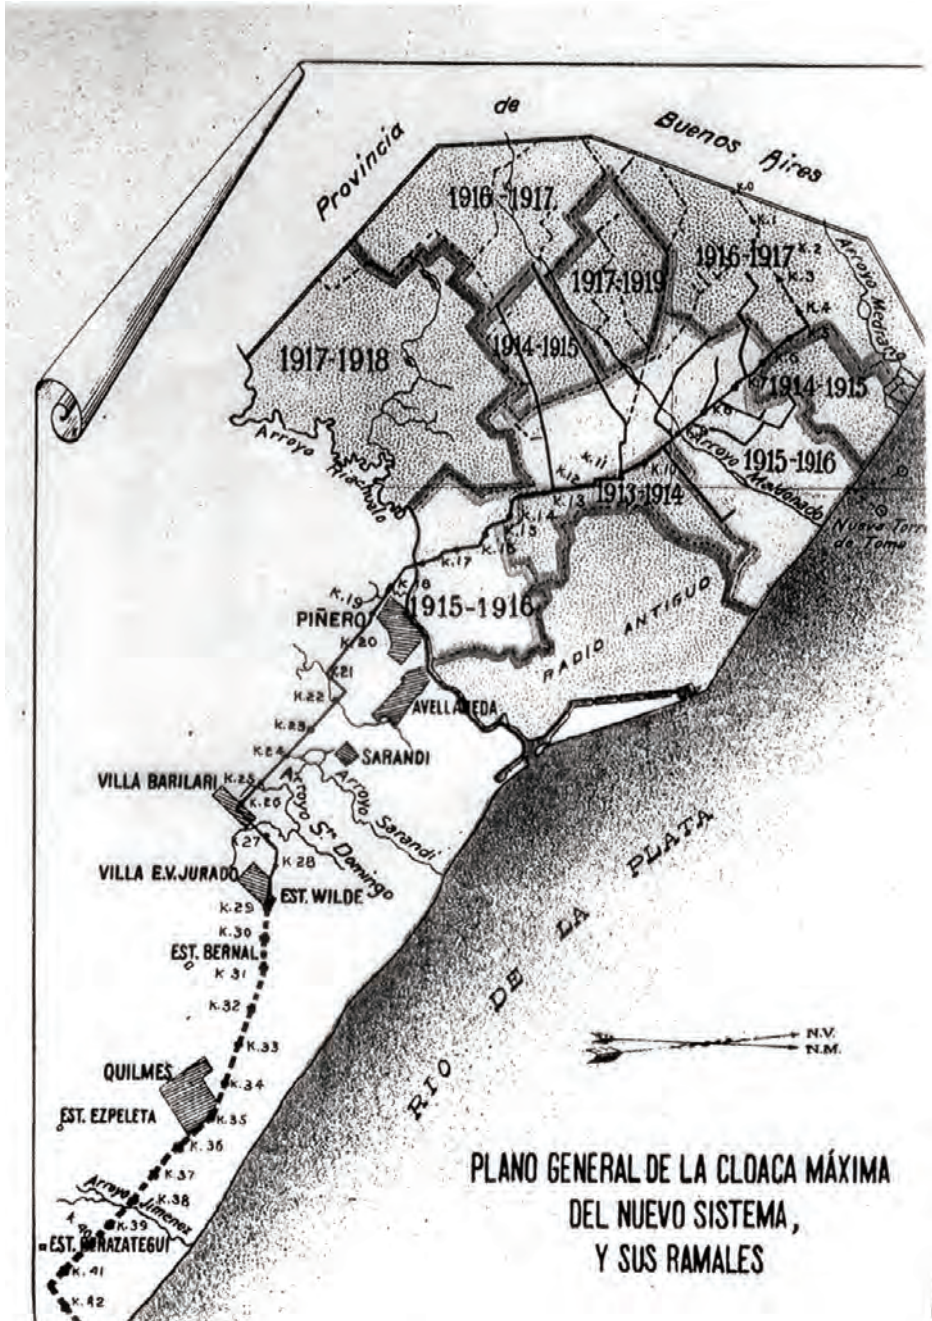 Provincia de Buenos Aires
1916-1917
K.0
K.1
1916-1917
K.2
K.3
K.4
1917-1919
1914-1915
1917-1918
K.6
K.7
1914-1915
1915-1916
Arroyo Maldonado
Arroyo Riachuelo
K.10
K.11
K.12
K.13
1913-1914
K.14
K.15
K.16
K.17
K.18
K.19
Nueva Torre
de Toma
1915-1916
RADIO ANTIGUO
PIÑERO
K.20
K.21
K.22
AVELLANEDA
K.23
K.24
SARANDI
Arroyo Sarandi
VILLA BARILARI
K.25
K.26
Arroyo Sto Domingo
K.27
K.28
VILLA E.V. JURADO
EST. WILDE
K.29
K.30
EST. BERNAL
K.31
K.32
K.33
QUILMES
K.34
K.35
EST. EZPELETA
K.36
K.37
Arroyo Jimenez
K.38
K.39
K.40
EST. BERAZATEGUI
K.41
K.42
RIO DE LA PLATA
N.V.
N.M.
PLANO GENERAL DE LA CLOACA MÁXIMA
DEL NUEVO SISTEMA,
Y SUS RAMALES